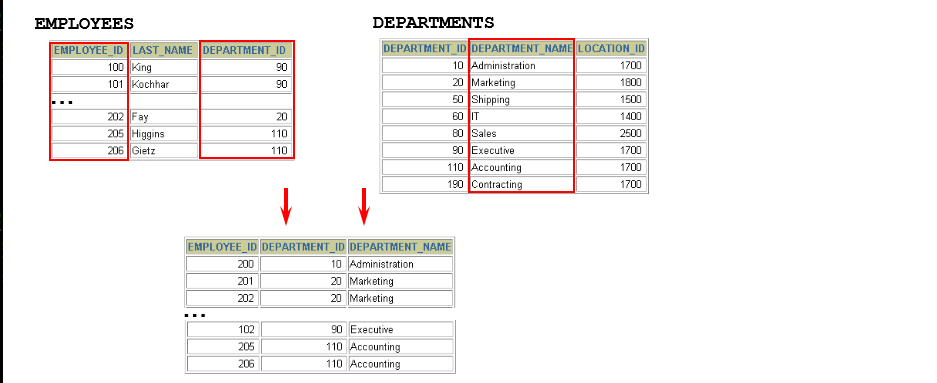 EMPLOYEES
EMPLOYEE_ID LAST_NAME DEPARTMENT_ID
100 King 90
101 Kochhar 90
...
202 Fay 20
205 Higgins 110
206 Gietz 110
DEPARTMENTS
DEPARTMENT_ID DEPARTMENT_NAME LOCATION_ID
10 Administration 1700
20 Marketing 1800
50 Shipping 1500
60 IT 1400
80 Sales 2500
90 Executive 1700
110 Accounting 1700
190 Contracting 1700
EMPLOYEE_ID DEPARTMENT_ID DEPARTMENT_NAME
200 10 Administration
201 20 Marketing
202 20 Marketing
...
102 90 Executive
205 110 Accounting
206 110 Accounting